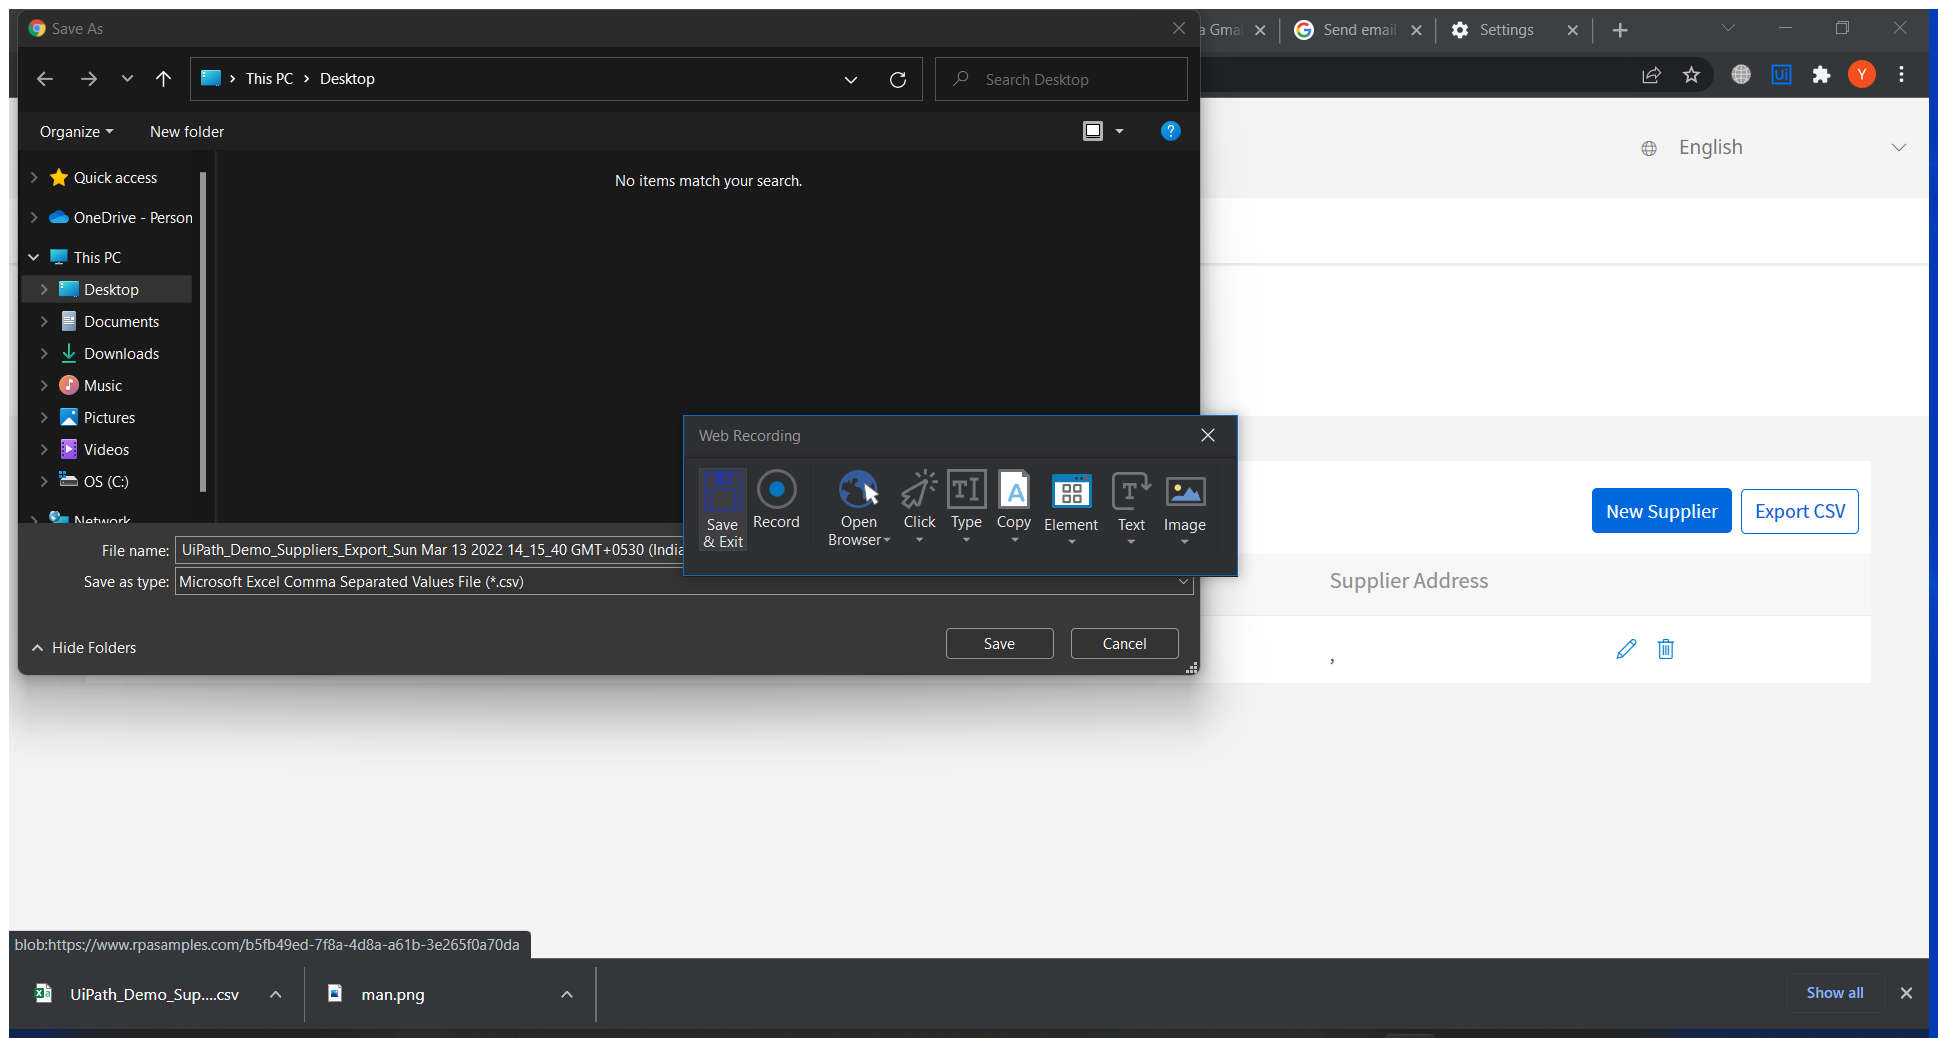 Save As
a Gmai
Send email
Settings
This PC
Desktop
Search Desktop
Y
Organize
New folder
?
English
Quick access
No items match your search.
OneDrive - Person
This PC
Desktop
Documents
Downloads
Music
Pictures
Videos
OS (C:)
Network
Web Recording
Save & Exit
Record
Open Browser
Click
Type
Copy
Element
Text
Image
New Supplier
Export CSV
File name:
UiPath_Demo_Suppliers_Export_Sun Mar 13 2022 14_15_40 GMT+0530 (India
Save as type:
Microsoft Excel Comma Separated Values File (*.csv)
Supplier Address
Hide Folders
Save
Cancel
,
blob:https://www.rpasamples.com/b5fb49ed-7f8a-4d8a-a61b-3e265f0a70da
UiPath_Demo_Sup....csv
man.png
Show all